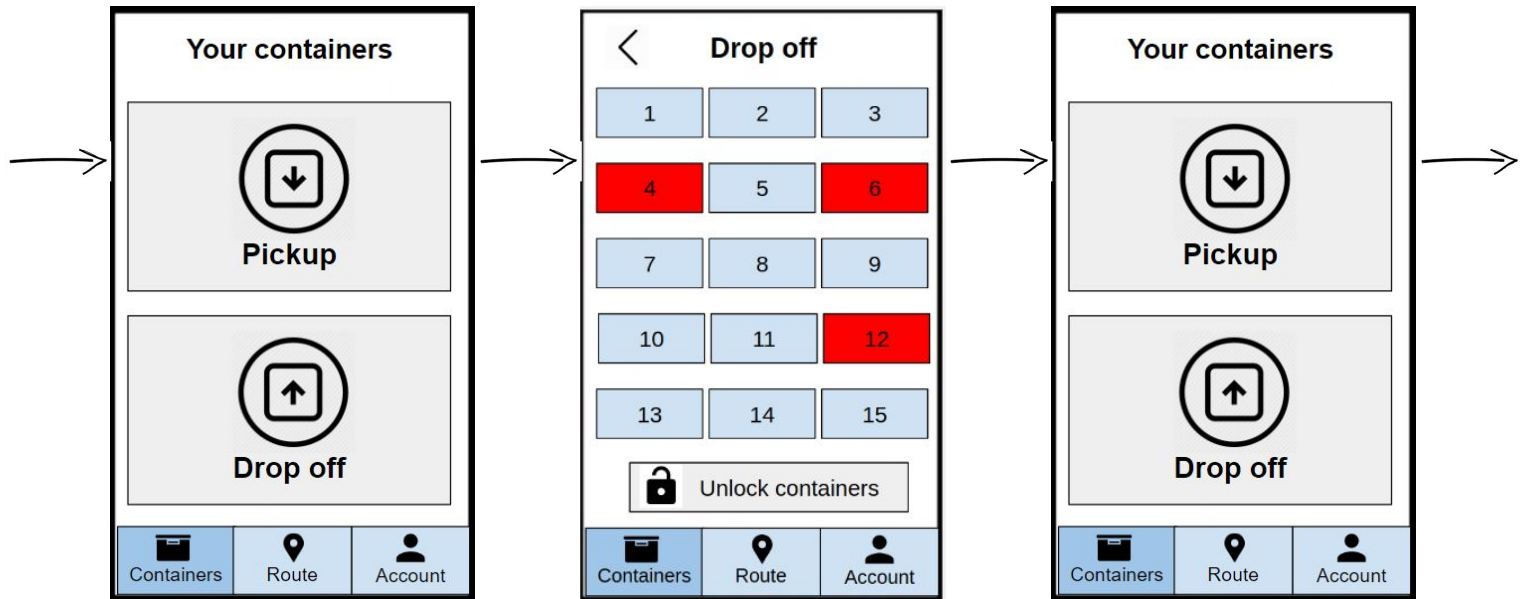 Your containers
Pickup
Drop off
Containers Route Account
Drop off
1 2 3
4 5 6
7 8 9
10 11 12
13 14 15
Unlock containers
Containers Route Account
Your containers
Pickup
Drop off
Containers Route Account